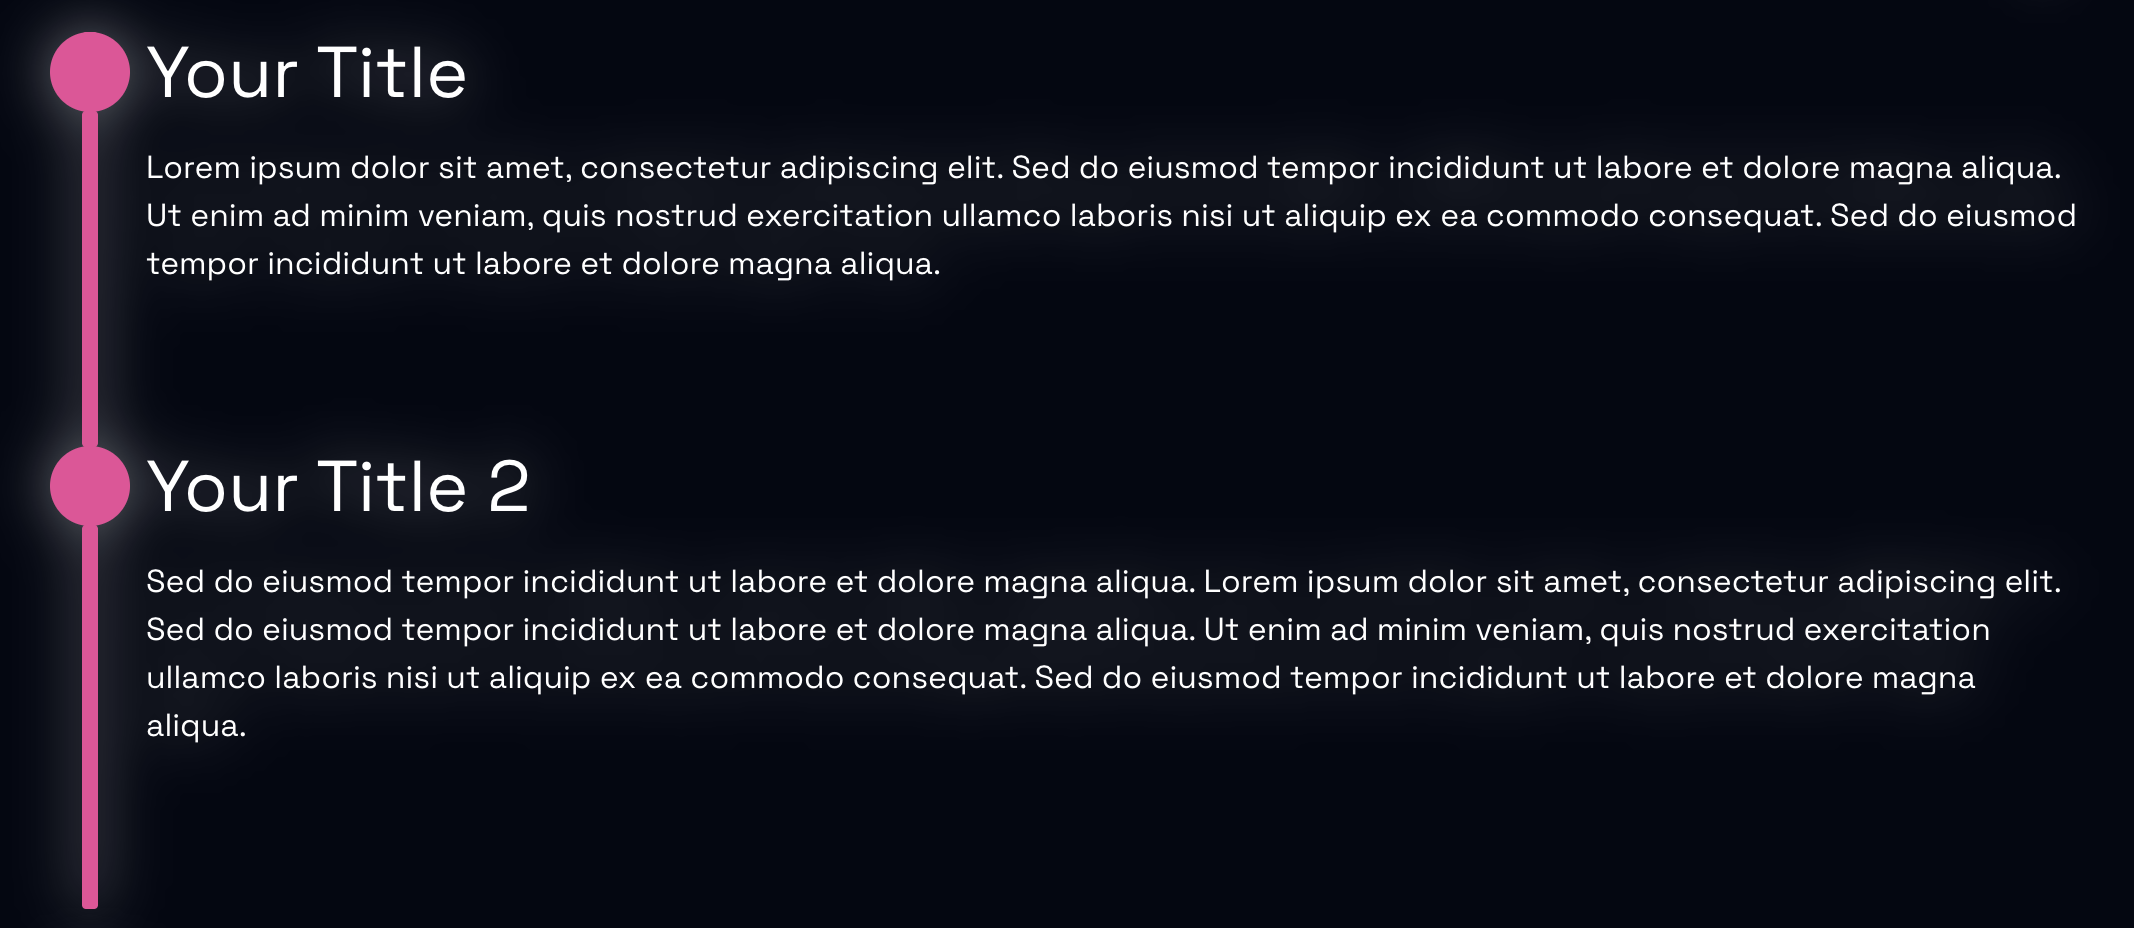 Your Title
Lorem ipsum dolor sit amet, consectetur adipiscing elit. Sed do eiusmod tempor incididunt ut labore et dolore magna aliqua.
Ut enim ad minim veniam, quis nostrud exercitation ullamco laboris nisi ut aliquip ex ea commodo consequat. Sed do eiusmod
tempor incididunt ut labore et dolore magna aliqua.
Your Title 2
Sed do eiusmod tempor incididunt ut labore et dolore magna aliqua. Lorem ipsum dolor sit amet, consectetur adipiscing elit.
Sed do eiusmod tempor incididunt ut labore et dolore magna aliqua. Ut enim ad minim veniam, quis nostrud exercitation
ullamco laboris nisi ut aliquip ex ea commodo consequat. Sed do eiusmod tempor incididunt ut labore et dolore magna
aliqua.